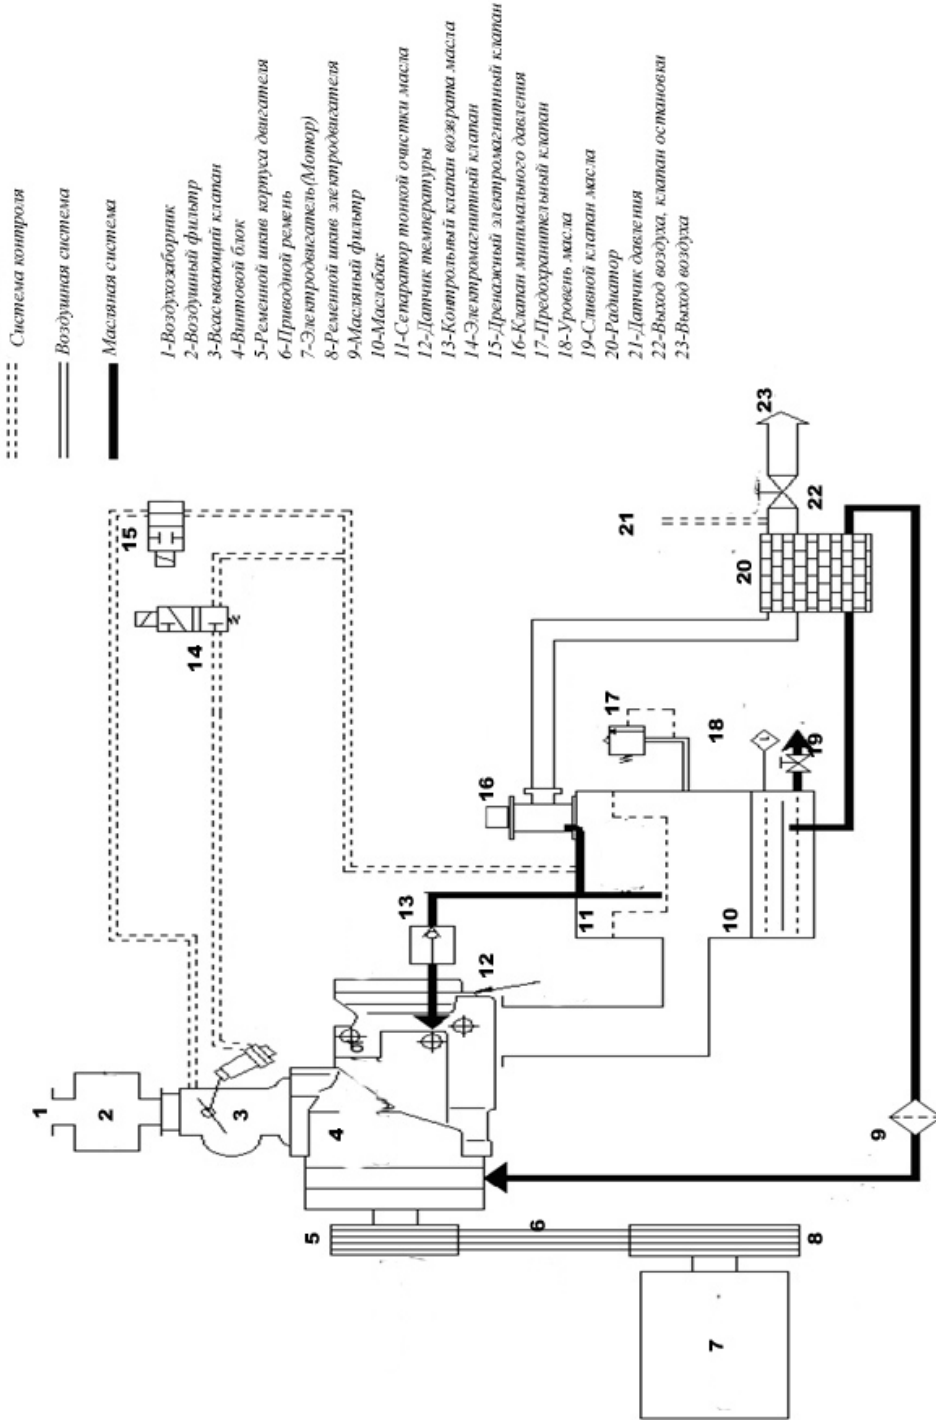 Система контроля
Воздушная система
Масляная система
1-Воздухозаборник
2-Воздушный фильтр
3-Всасывающий клапан
4-Винтовой блок
5-Ременной шкив корпуса двигателя
6-Приводной ремень
7-Электродвигатель(Мотор)
8-Ременной шкив электродвигателя
9-Масляный фильтр
10-Маслобак
11-Сепаратор тонкой очистки масла
12-Датчик температуры
13-Контрольный клапан возврата масла
14-Электромагнитный клапан
15-Дренажный электромагнитный клапан
16-Клапан минимального давления
17-Предохранительный клапан
18-Уровень масла
19-Сливной клапан масла
20-Радиатор
21-Датчик давления
22-Выход воздуха, клапан остановки
23-Выход воздуха
1
2
3
4
5
6
7
8
9
10
11
12
13
14
15
16
17
18
19
20
21
22
23